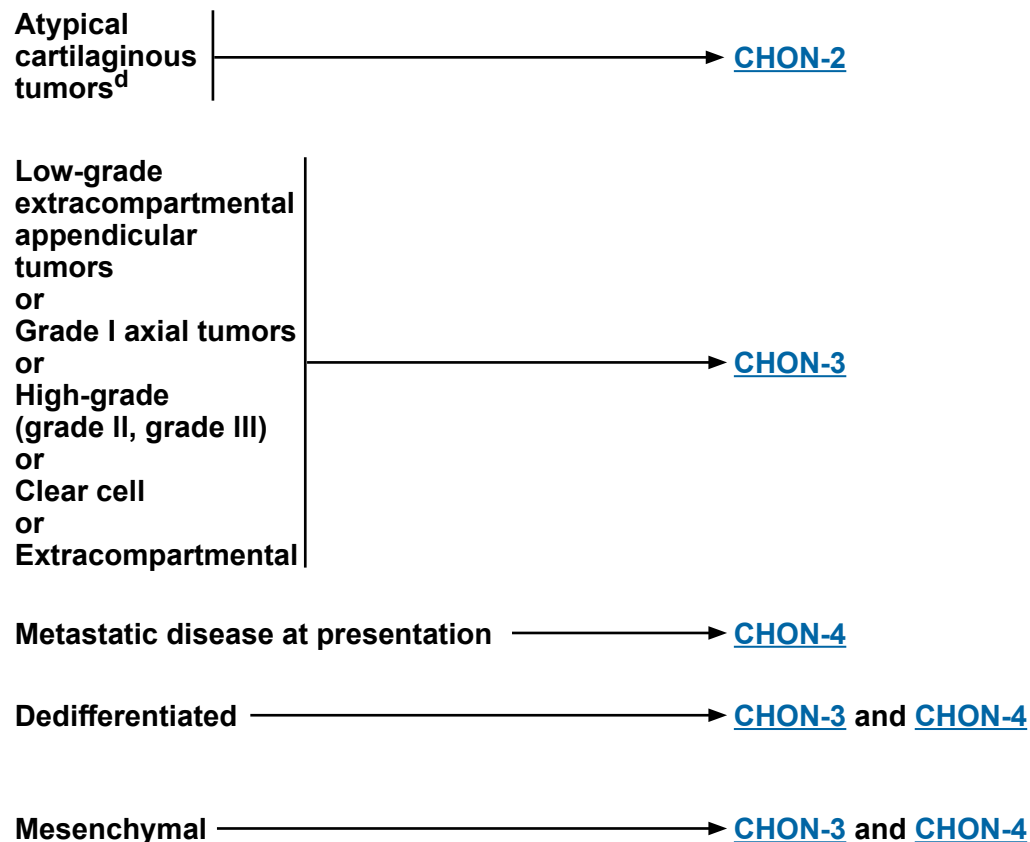 Atypical
cartilaginous
tumorsd
CHON-2
Low-grade
extracompartmental
appendicular
tumors
or
Grade I axial tumors
or
High-grade
(grade II, grade III)
or
Clear cell
or
Extracompartmental
CHON-3
Metastatic disease at presentation CHON-4
Dedifferentiated CHON-3 and CHON-4
Mesenchymal CHON-3 and CHON-4